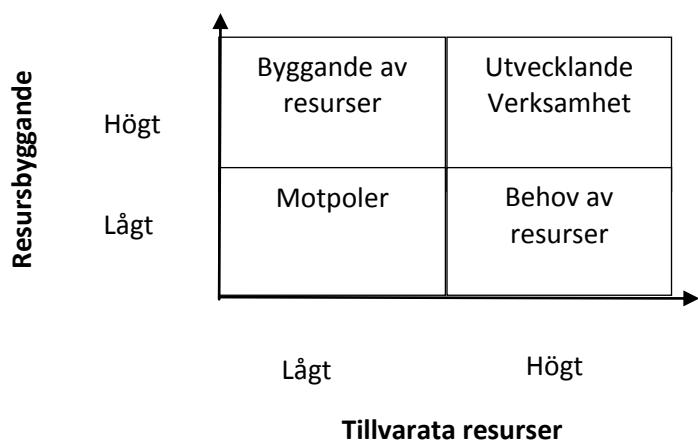 Resursbyggande
Högt
Lågt
Byggande av
resurser
Utvecklande
Verksamhet
Motpoler
Behov av
resurser
Lågt
Högt
Tillvarata resurser